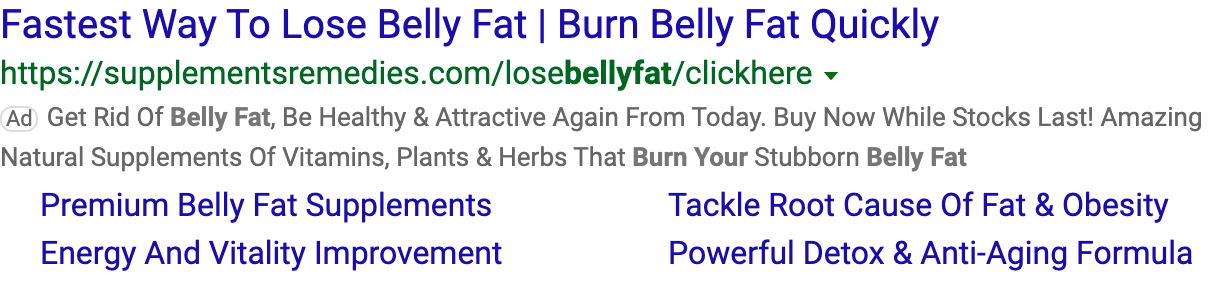 Fastest Way To Lose Belly Fat | Burn Belly Fat Quickly
https://supplementsremedies.com/losebellyfat/clickhere
Ad Get Rid Of Belly Fat, Be Healthy & Attractive Again From Today. Buy Now While Stocks Last! Amazing
Natural Supplements Of Vitamins, Plants & Herbs That Burn Your Stubborn Belly Fat
Premium Belly Fat Supplements Tackle Root Cause Of Fat & Obesity
Energy And Vitality Improvement Powerful Detox & Anti-Aging Formula